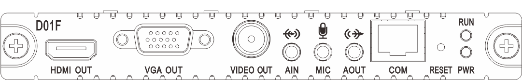 D01F
RUN
HDMI OUT
VGA OUT
VIDEO OUT
AIN
MIC
AOUT
COM
RESET
PWR